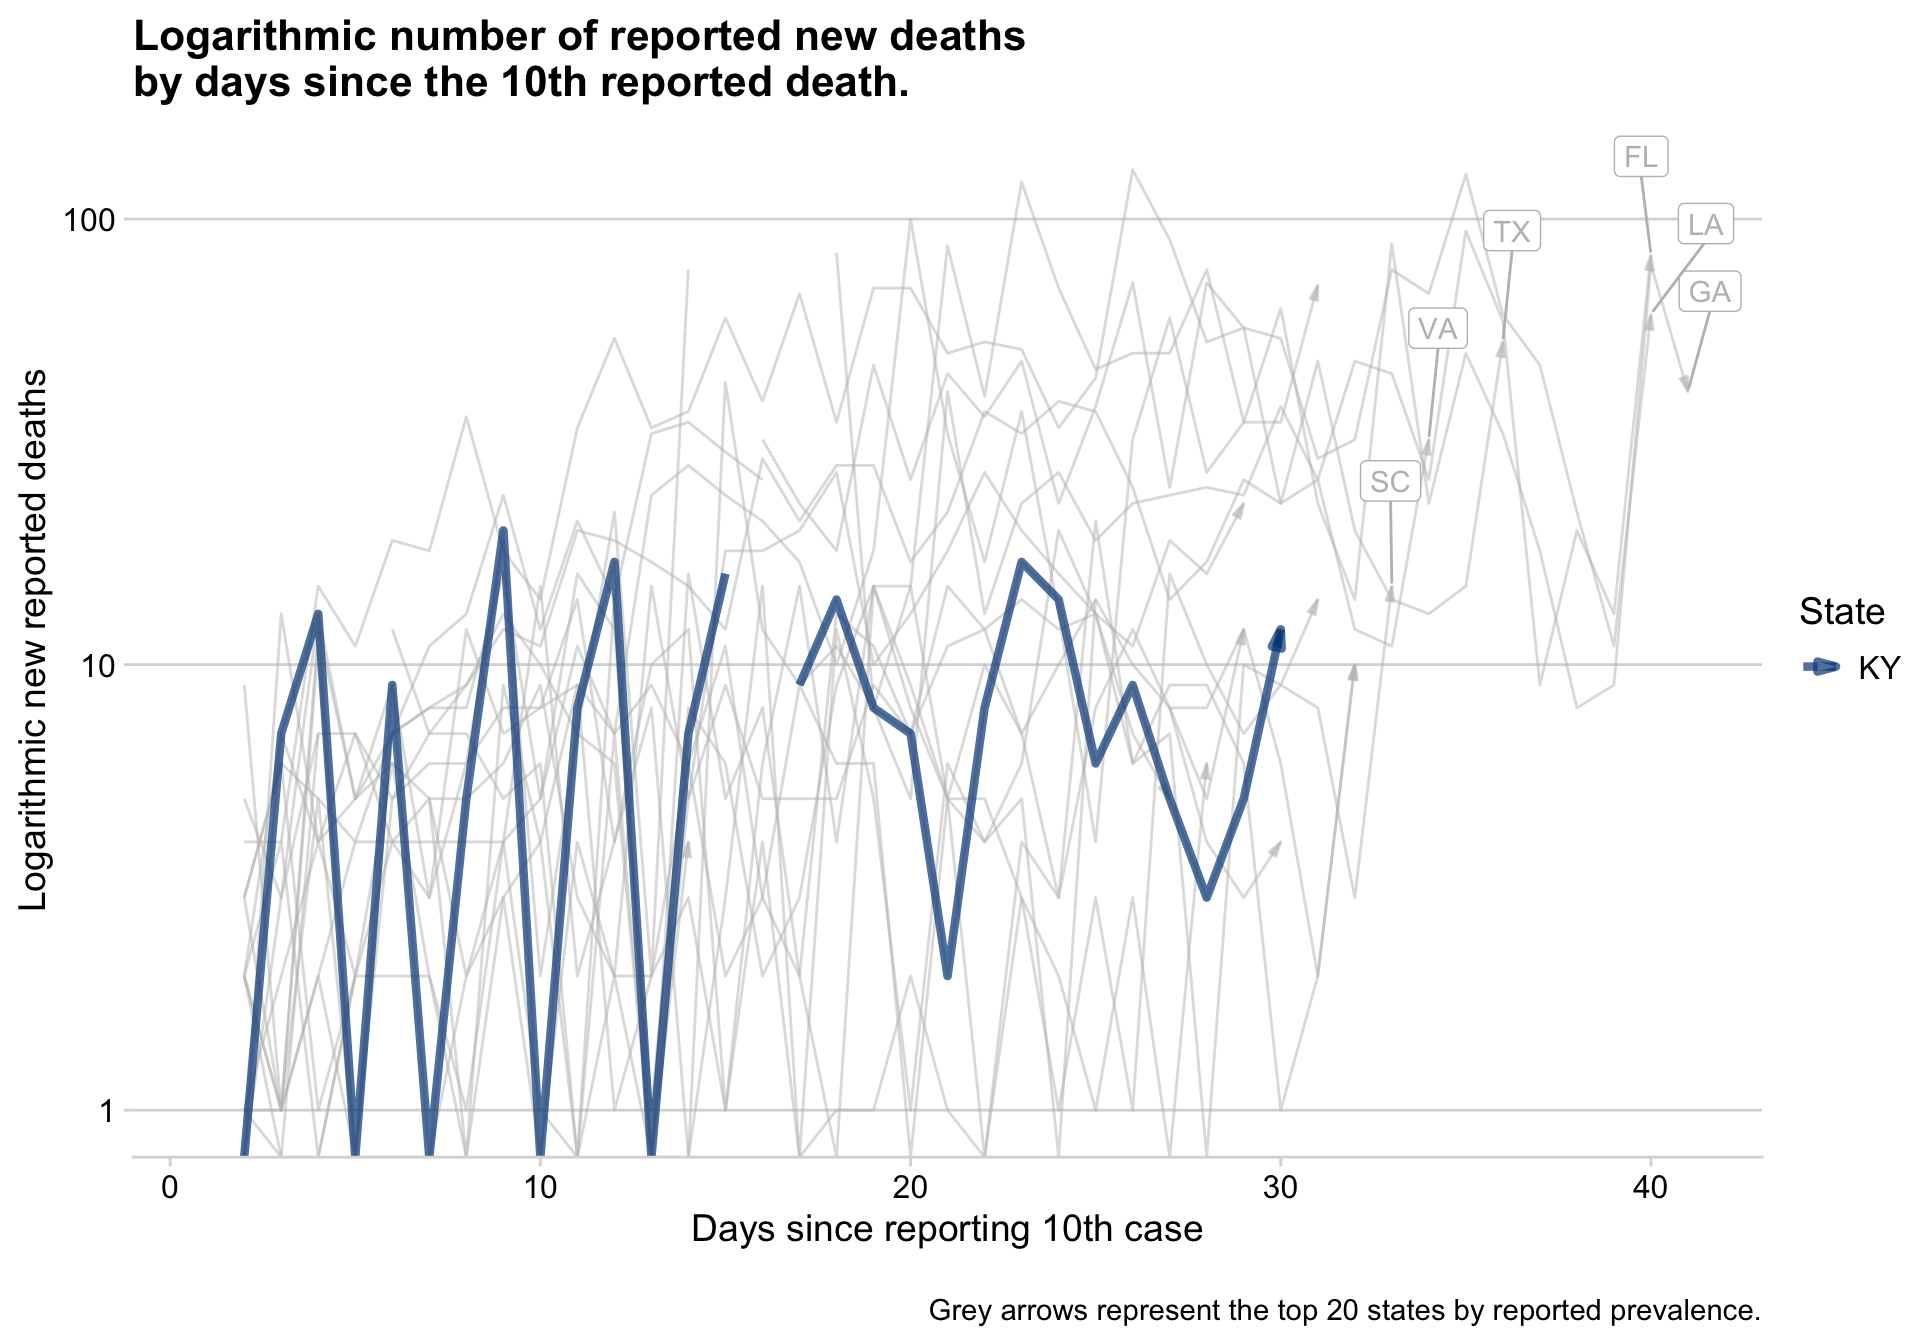 Logarithmic number of reported new deaths
by days since the 10th reported death.
Logarithmic new reported deaths
100
10
1
FL
LA
TX
GA
VA
SC
State
KY
0 10 20 30 40
Days since reporting 10th case
Grey arrows represent the top 20 states by reported prevalence.